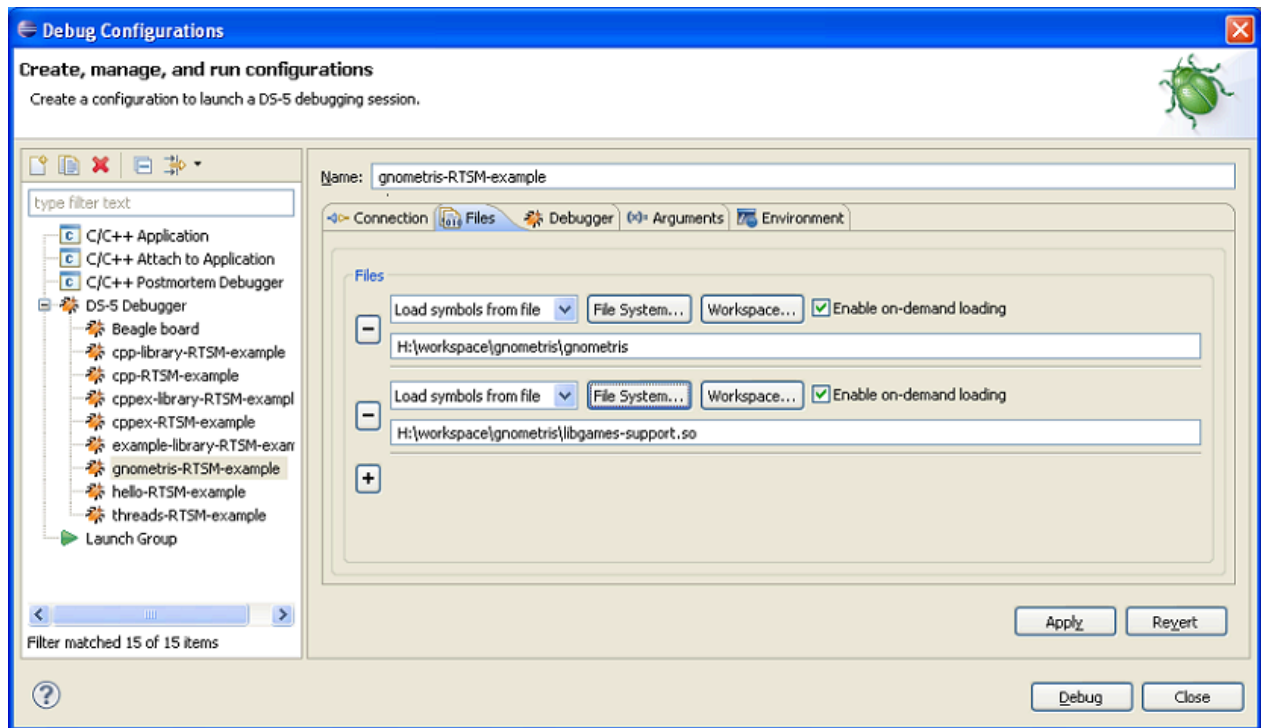 Debug Configurations
Create, manage, and run configurations
Create a configuration to launch a DS-5 debugging session.
type filter text
C/C++ Application
C/C++ Attach to Application
C/C++ Postmortem Debugger
DS-5 Debugger
Beagle board
cpp-library-RTSM-example
cpp-RTSM-example
cppex-library-RTSM-exampl
cppex-RTSM-example
example-library-RTSM-exam
gnometris-RTSM-example
hello-RTSM-example
threads-RTSM-example
Launch Group
Filter matched 15 of 15 items
Name: gnometris-RTSM-example
Connection Files Debugger Arguments Environment
Files
Load symbols from file File System... Workspace... Enable on-demand loading
H:\workspace\gnometris\gnometris
Load symbols from file File System... Workspace... Enable on-demand loading
H:\workspace\gnometris\libgames-support.so
Apply Revert
Debug Close